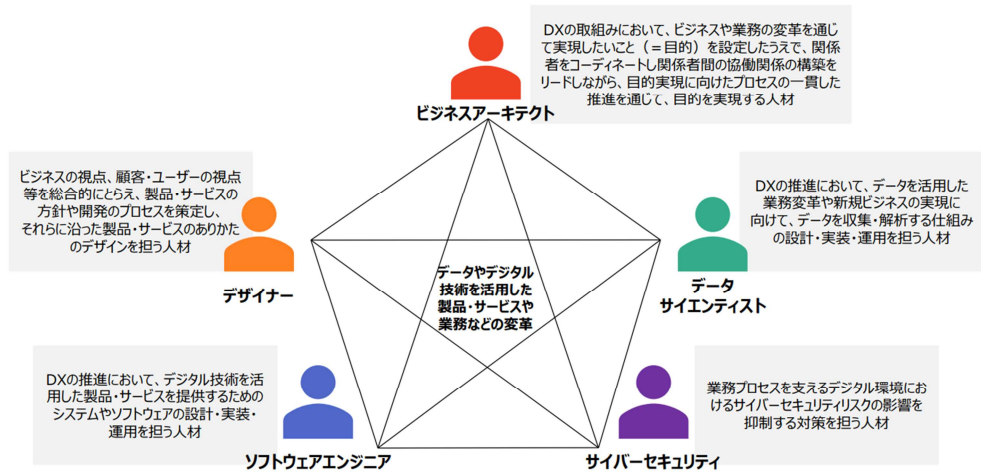 DXの取組みにおいて、ビジネスや業務の変革を通じ
て実現したいこと（＝目的）を設定したうえで、関係
者をコーディネートし関係者間の協働関係の構築を
リードしながら、目的実現に向けたプロセスの一貫した
推進を通じて、目的を実現する人材
ビジネスアーキテクト
ビジネスの視点、顧客・ユーザーの視点
等を総合的にとらえ、製品・サービスの
方針や開発のプロセスを策定し、
それらに沿った製品・サービスのありかた
のデザインを担う人材
デザイナー
DXの推進において、データを活用した
業務変革や新規ビジネスの実現に
向けて、データを収集・解析する仕組み
の設計・実装・運用を担う人材
データ
サイエンティスト
データやデジタル
技術を活用した
製品・サービスや
業務などの変革
DXの推進において、デジタル技術を活
用した製品・サービスを提供するための
システムやソフトウェアの設計・実装・
運用を担う人材
ソフトウェアエンジニア
業務プロセスを支えるデジタル環境にお
けるサイバーセキュリティリスクの影響を
抑制する対策を担う人材
サイバーセキュリティ